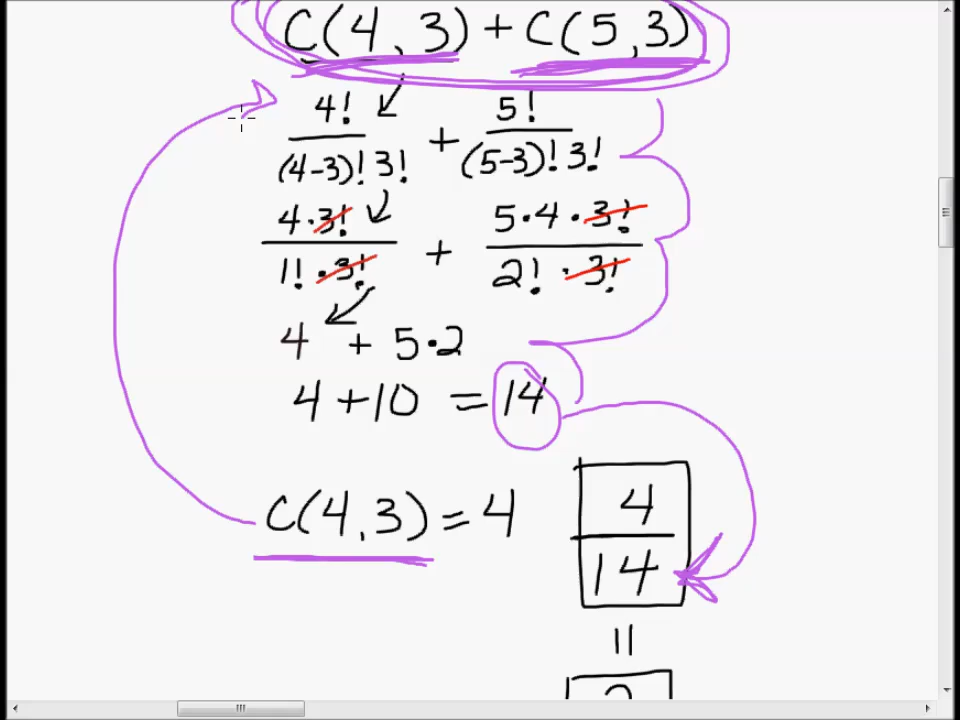 C(4,3) + C(5,3)
4! / (4-3)! 3! + 5! / (5-3)! 3!
4·3! / 1!·3! + 5·4·3! / 2!·3!
4 + 5·2
4 + 10 = 14
C(4,3) = 4
4 / 14
=